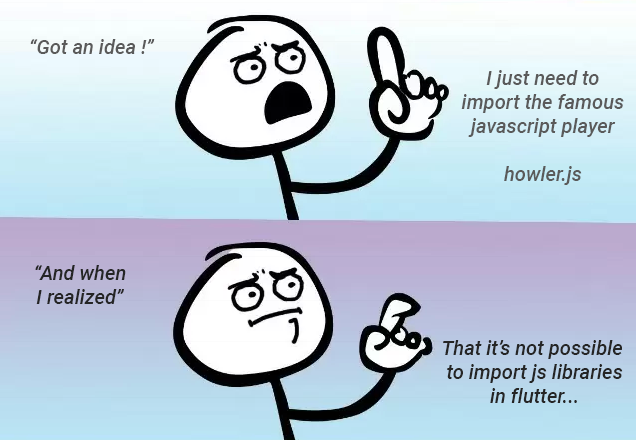 “Got an idea !”
I just need to
import the famous
javascript player
howler.js
“And when
I realized”
That it’s not possible
to import js libraries
in flutter...